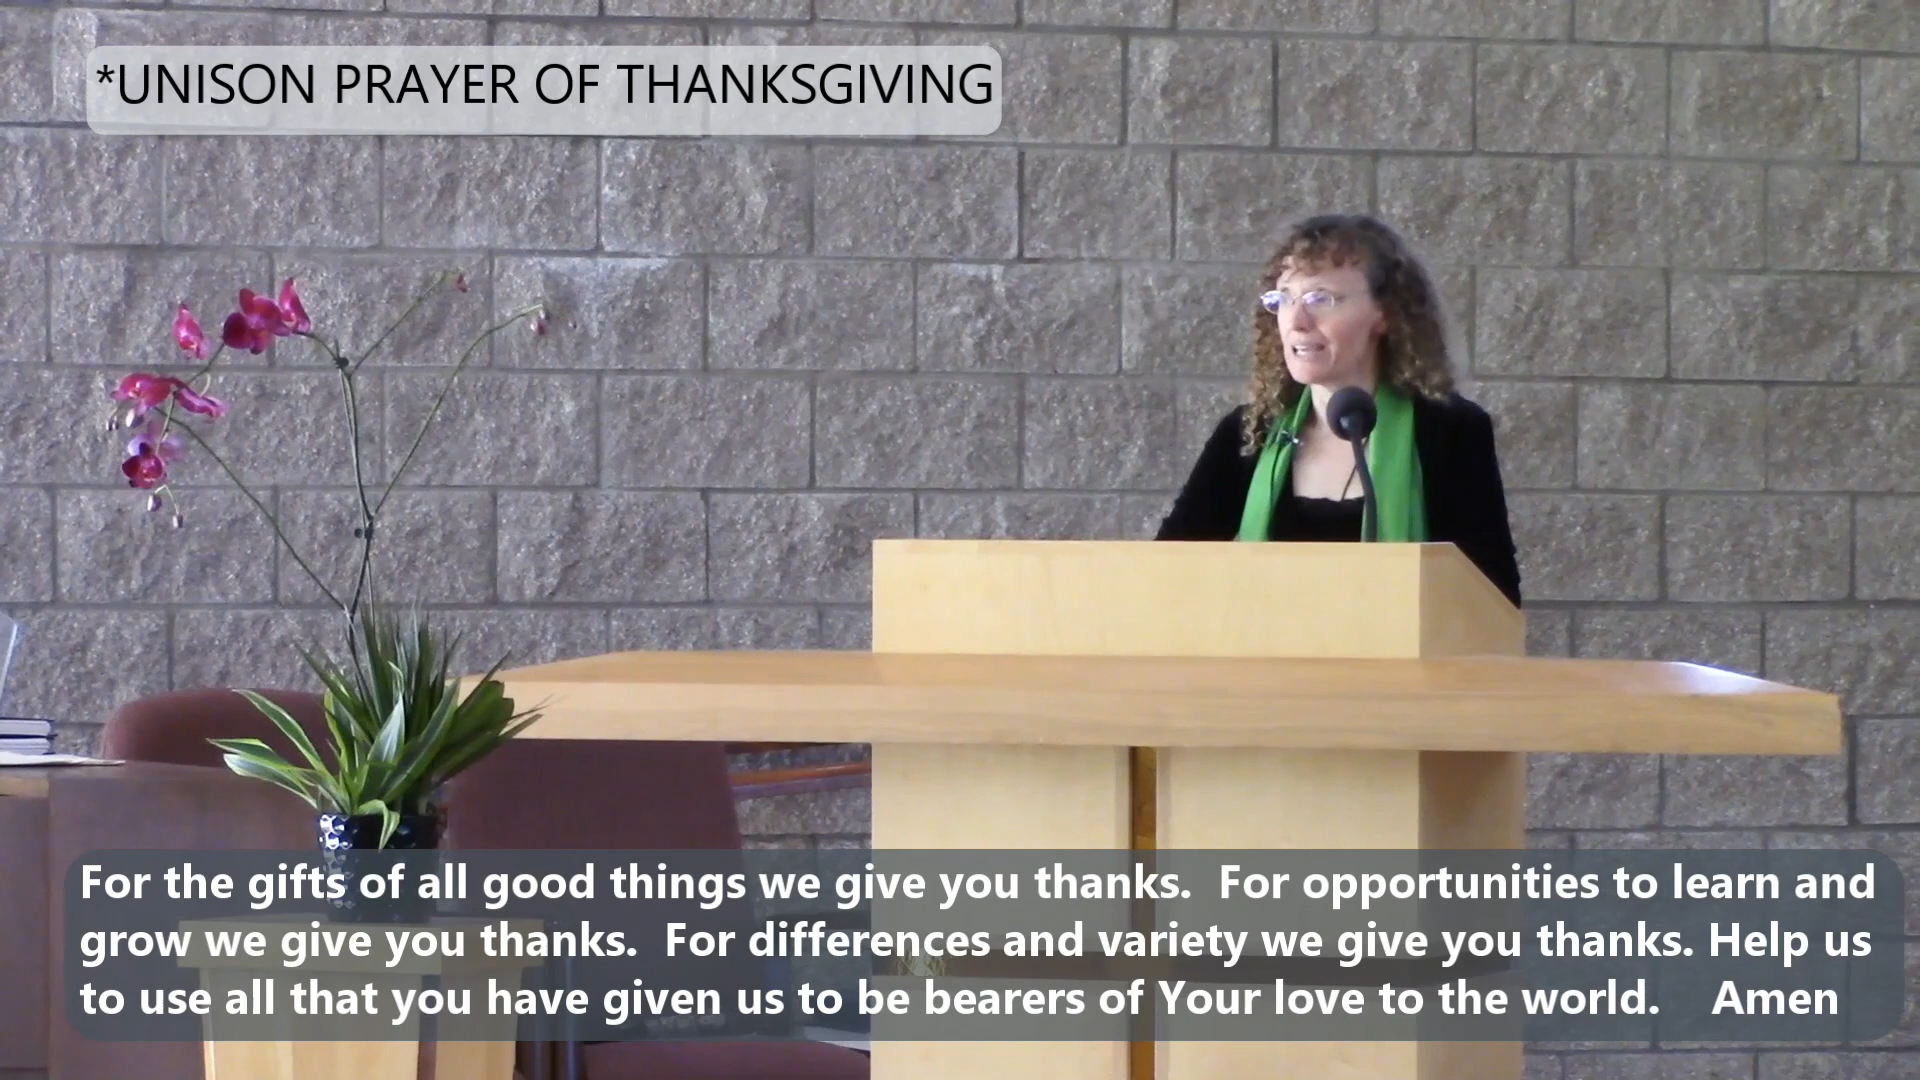 *UNISON PRAYER OF THANKSGIVING
For the gifts of all good things we give you thanks.  For opportunities to learn and
grow we give you thanks.  For differences and variety we give you thanks. Help us
to use all that you have given us to be bearers of Your love to the world.    Amen